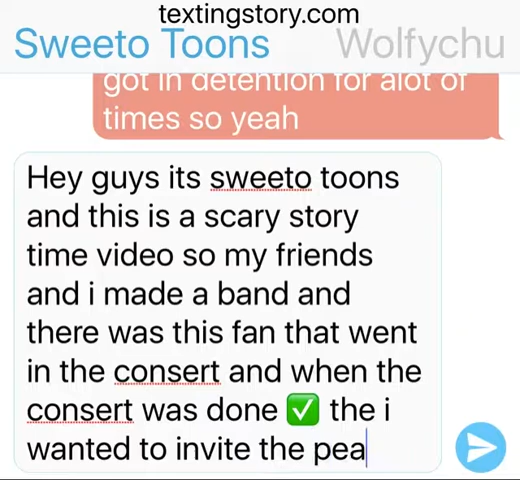 textingstory.com
Sweeto Toons Wolfychu
got in detention for alot of
times so yeah
Hey guys its sweeto toons
and this is a scary story
time video so my friends
and i made a band and
there was this fan that went
in the consert and when the
consert was done ✅ the i
wanted to invite the pea